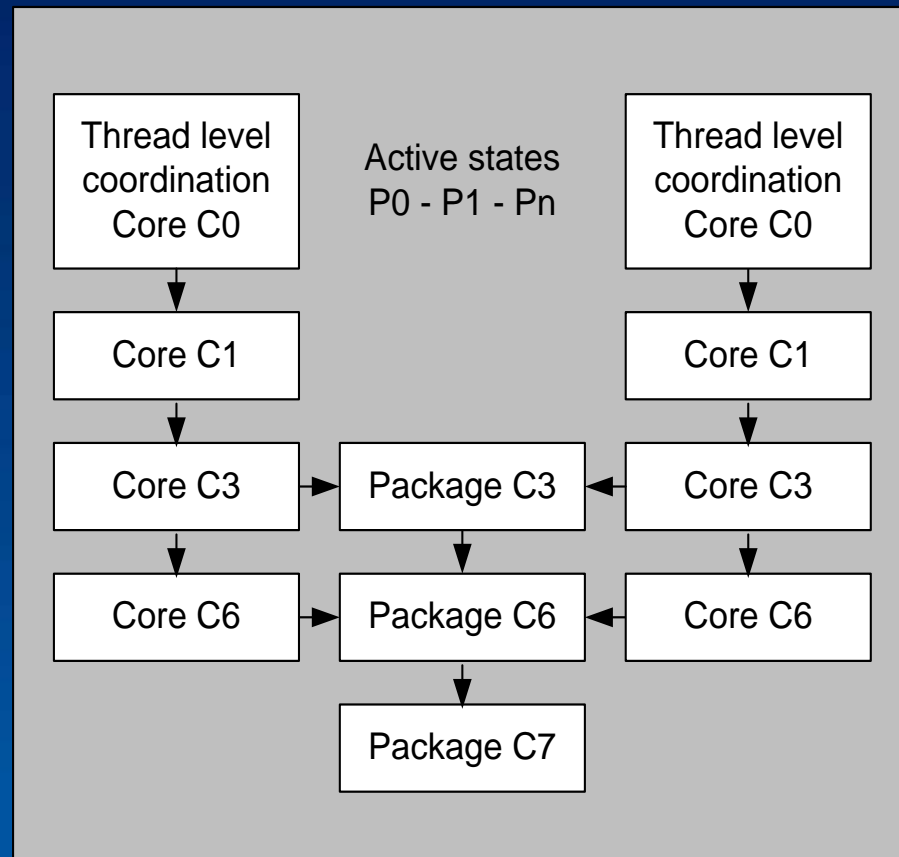 Thread level
coordination
Core C0
Active states
P0 - P1 - Pn
Thread level
coordination
Core C0
Core C1
Core C1
Core C3
Package C3
Core C3
Core C6
Package C6
Core C6
Package C7